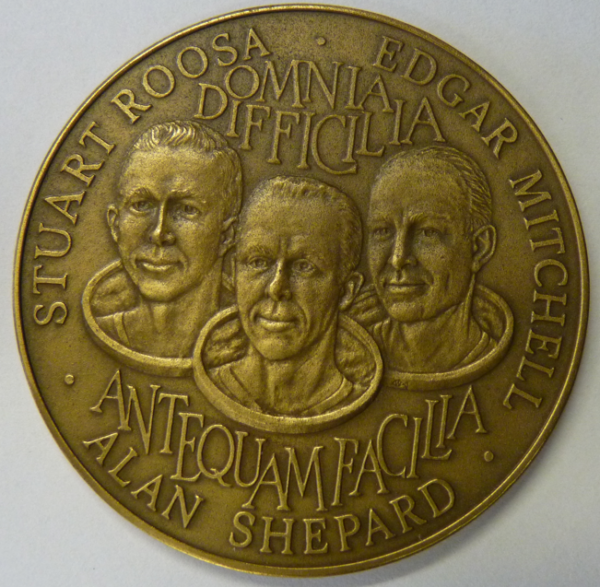 STUART ROOSA · EDGAR MITCHELL
OMNIA
DIFFICILIA
ANTEQUAM FACILIA
· ALAN SHEPARD ·